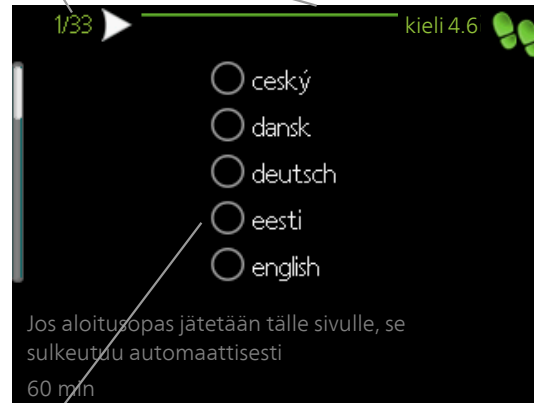 1/33
kieli 4.6
ceský
dansk
deutsch
eesti
english
Jos aloitusopas jätetään tälle sivulle, se
sulkeutuu automaattisesti
60 min